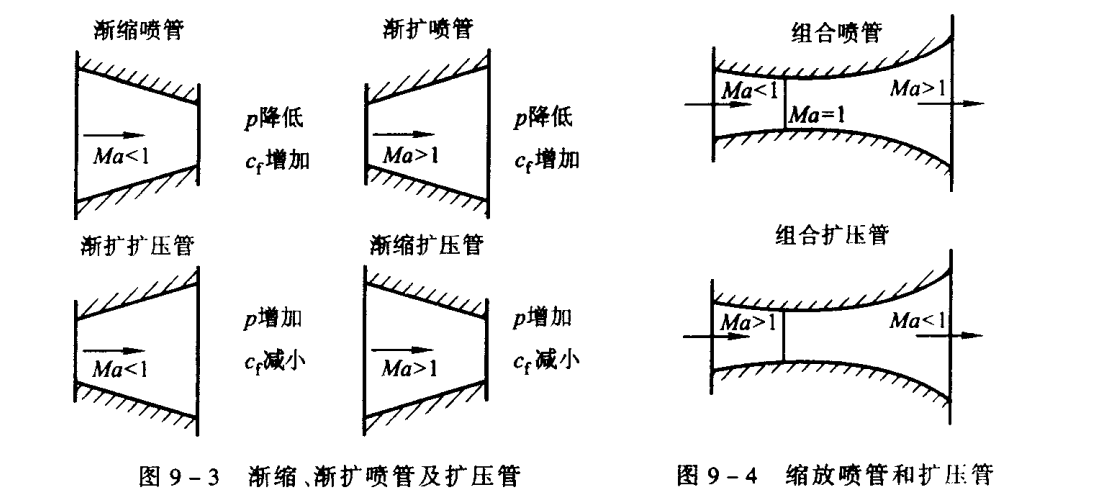 渐缩喷管
Ma<1
p降低
cf增加
渐扩喷管
Ma>1
p降低
cf增加
渐扩扩压管
Ma<1
p增加
cf减小
渐缩扩压管
Ma>1
p增加
cf减小
图9-3 渐缩、渐扩喷管及扩压管
组合喷管
Ma<1
Ma=1
Ma>1
组合扩压管
Ma>1
Ma<1
图9-4 缩放喷管和扩压管